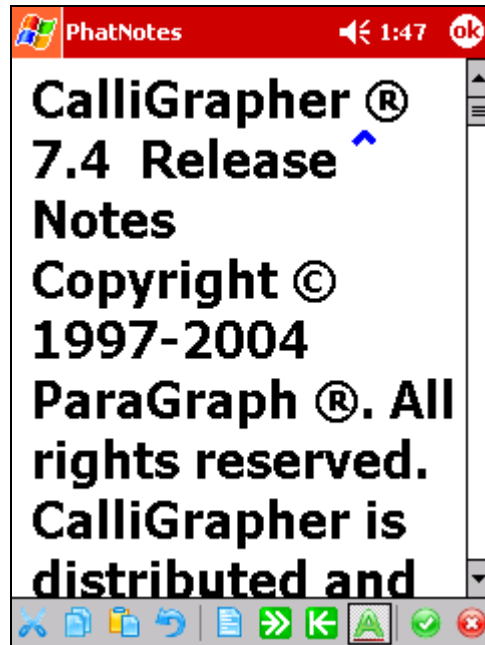 PhatNotes 1:47 ok
CalliGrapher ®
7.4 Release
Notes
Copyright ©
1997-2004
ParaGraph ®. All
rights reserved.
CalliGrapher is
distributed and
A